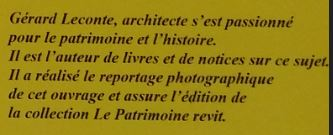 Gérard Leconte, architecte s’est passionné
pour le patrimoine et l’histoire.
Il est l’auteur de livres et de notices sur ce sujet.
Il a réalisé le reportage photographique
de cet ouvrage et assure l’édition de
la collection Le Patrimoine revit.